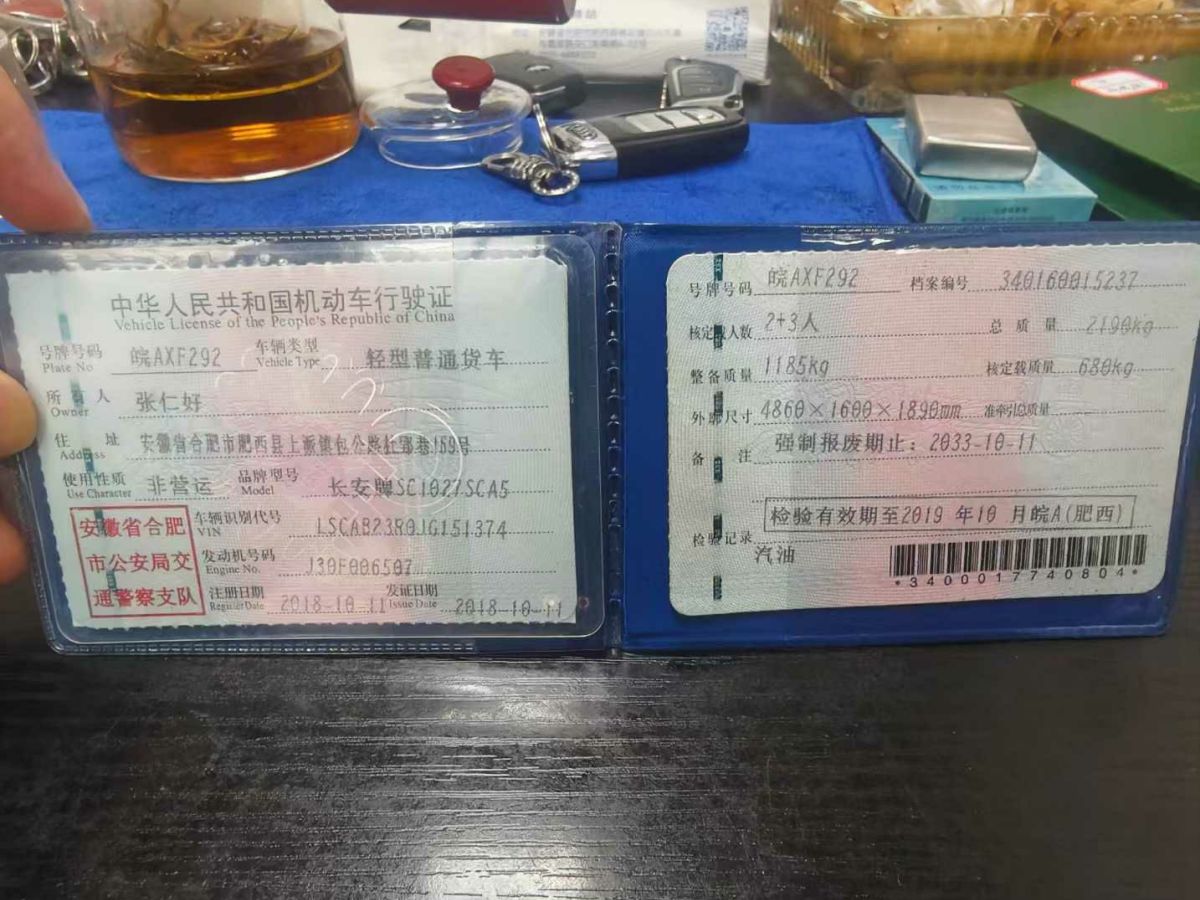 中华人民共和国机动车行驶证
Vehicle License of the People's Republic of China
号牌号码 皖AXF292 车辆类型 轻型普通货车
Plate No Vehicle Type
所有人 张仁好
Owner
住址 安徽省合肥市肥西县上派镇包公路杜郢巷159号
Address
使用性质 非营运 品牌型号 长安牌SC1027SCA5
Use Character Model
安徽省合肥
市公安局交
通警察支队
车辆识别代号 LSCAB23R0JG151374
VIN
发动机号码 J30F006507
Engine No.
注册日期 2018-10-11 发证日期 2018-10-11
Register Date Issue Date
号牌号码 皖AXF292 档案编号 340160015237
核定人数 2+3人 总质量 2190kg
整备质量 1185kg 核定载质量 680kg
外廓尺寸 4860×1600×1890mm 准牵引总质量
备注 强制报废期止：2033-10-11
检验有效期至2019 年10 月皖A(肥西)
检验记录
汽油
*3400017740804*